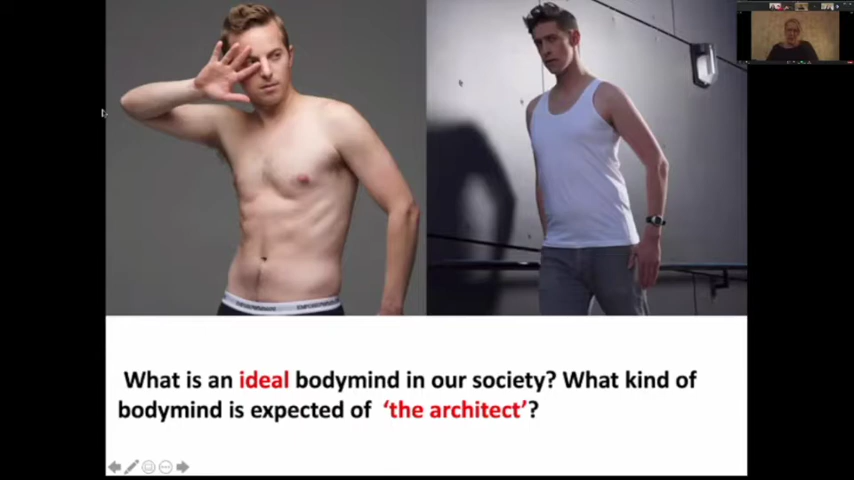 What is an ideal bodymind in our society? What kind of
bodymind is expected of ‘the architect’?